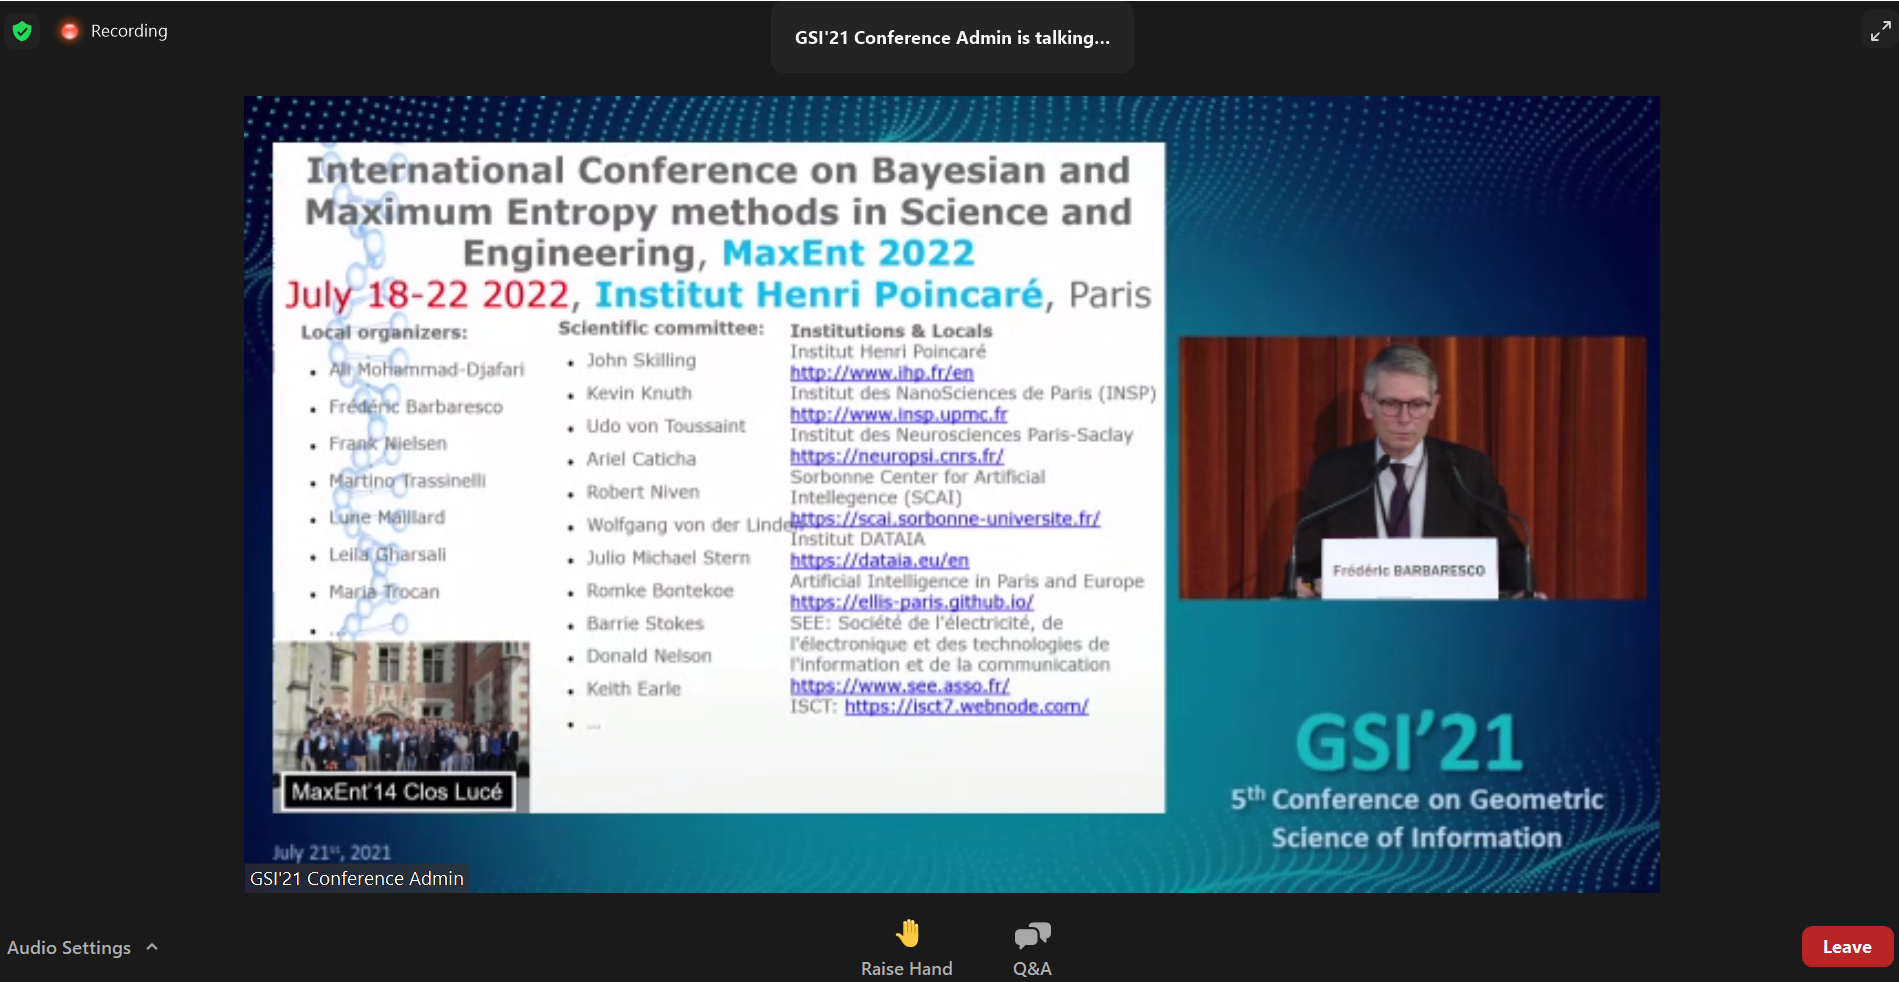 Recording
GSI'21 Conference Admin is talking...
International Conference on Bayesian and
Maximum Entropy methods in Science and
Engineering, MaxEnt 2022
July 18-22 2022, Institut Henri Poincaré, Paris
Local organizers:
• Ali Mohammad-Djafari
• Frédéric Barbaresco
• Frank Nielsen
• Martino Trassinelli
• Lune Maillard
• Leila Gharsali
• Maria Trocan
• ...
MaxEnt'14 Clos Lucé
Scientific committee:
• John Skilling
• Kevin Knuth
• Udo von Toussaint
• Ariel Caticha
• Robert Niven
• Wolfgang von der Linden
• Julio Michael Stern
• Romke Bontekoe
• Barrie Stokes
• Donald Nelson
• Keith Earle
• ...
Institutions & Locals
Institut Henri Poincaré
http://www.ihp.fr/en
Institut des NanoSciences de Paris (INSP)
http://www.insp.upmc.fr
Institut des Neurosciences Paris-Saclay
https://neuropsi.cnrs.fr/
Sorbonne Center for Artificial
Intellegence (SCAI)
https://scai.sorbonne-universite.fr/
Institut DATAIA
https://dataia.eu/en
Artificial Intelligence in Paris and Europe
https://ellis-paris.github.io/
SEE: Société de l'électricité, de
l'électronique et des technologies de
l'information et de la communication
https://www.see.asso.fr/
ISCT: https://isct7.webnode.com/
Frédéric BARBARESCO
GSI'21
5th Conference on Geometric
Science of Information
July 21st, 2021
GSI'21 Conference Admin
Audio Settings
Raise Hand
Q&A
Leave